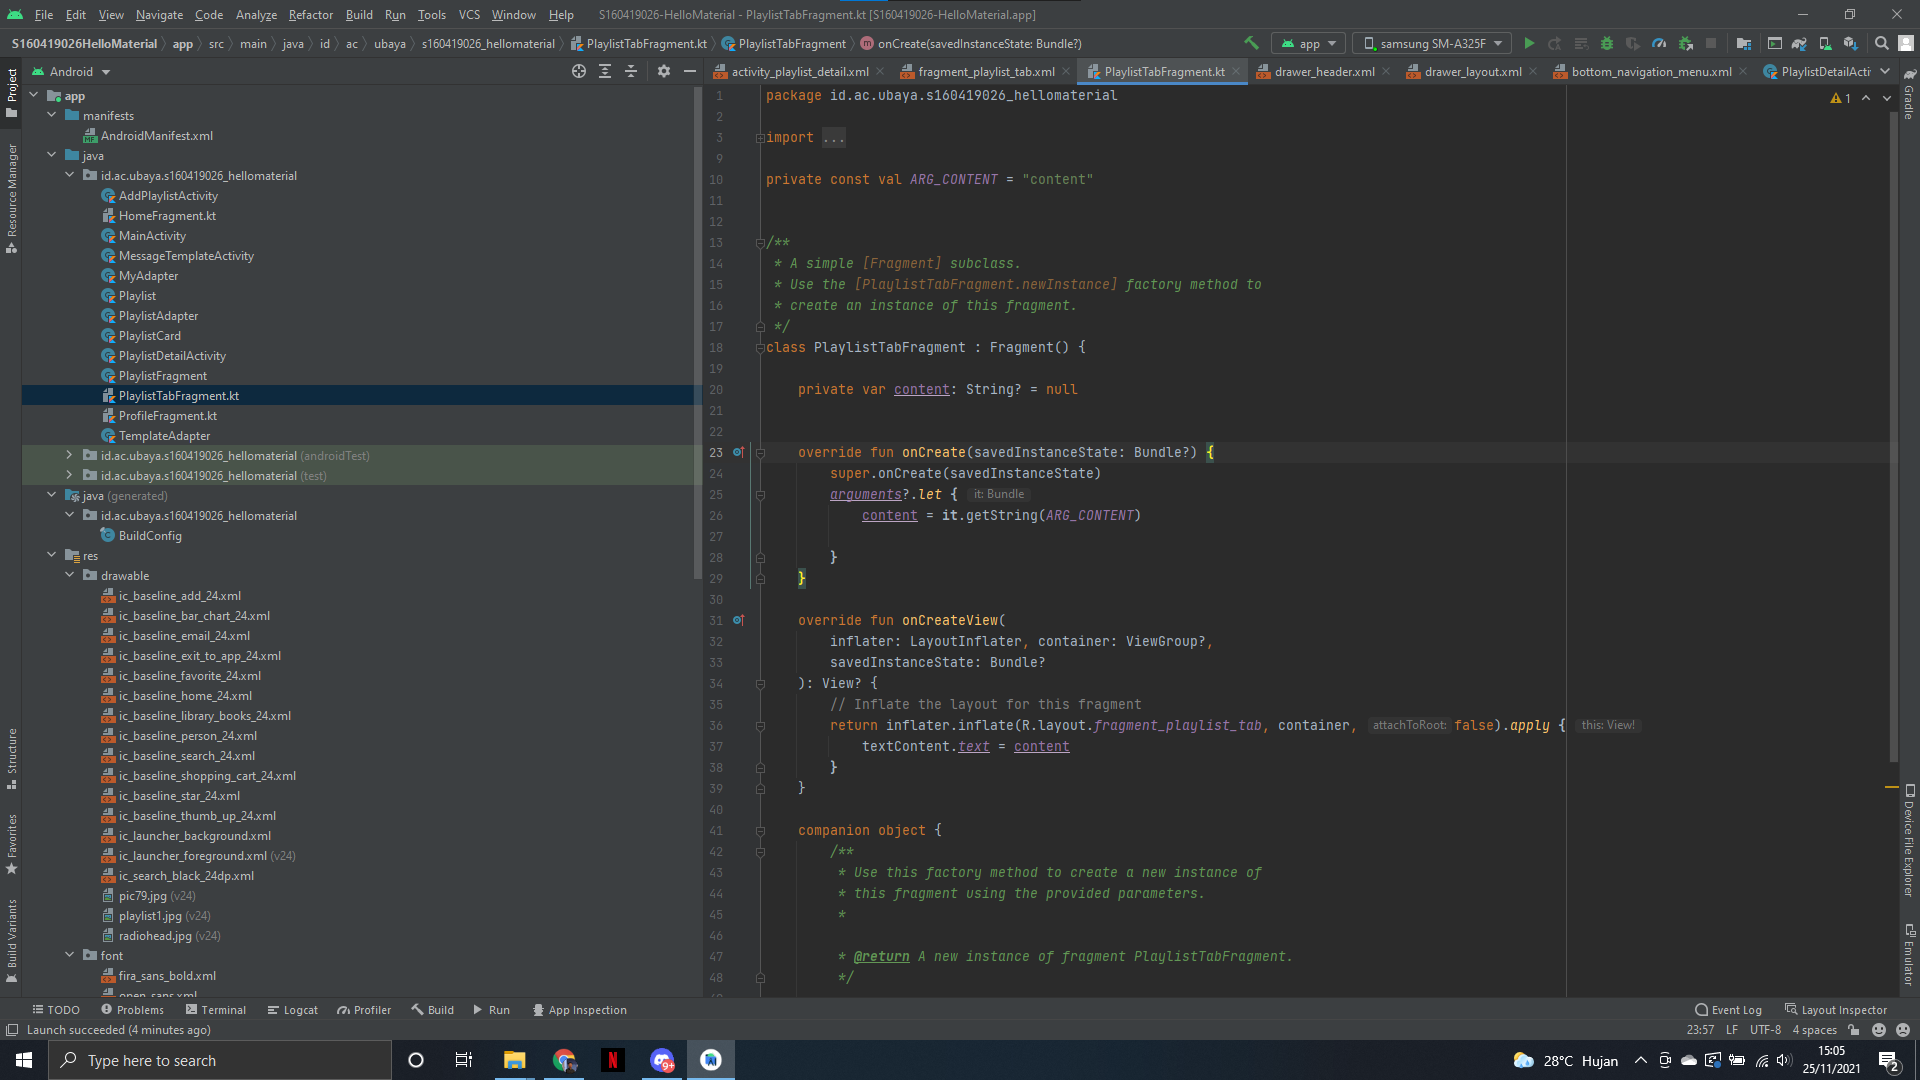 File Edit View Navigate Code Analyze Refactor Build Run Tools VCS Window Help S160419026-HelloMaterial - PlaylistTabFragment.kt [S160419026-HelloMaterial.app]
S160419026HelloMaterial app src main java id ac ubaya s160419026_hellomaterial PlaylistTabFragment.kt PlaylistTabFragment onCreate(savedInstanceState: Bundle?) app samsung SM-A325F
Android
activity_playlist_detail.xml fragment_playlist_tab.xml PlaylistTabFragment.kt drawer_header.xml drawer_layout.xml bottom_navigation_menu.xml PlaylistDetailActi
Project
Resource Manager
Structure
Favorites
Build Variants
app
manifests
AndroidManifest.xml
java
id.ac.ubaya.s160419026_hellomaterial
AddPlaylistActivity
HomeFragment.kt
MainActivity
MessageTemplateActivity
MyAdapter
Playlist
PlaylistAdapter
PlaylistCard
PlaylistDetailActivity
PlaylistFragment
PlaylistTabFragment.kt
ProfileFragment.kt
TemplateAdapter
id.ac.ubaya.s160419026_hellomaterial (androidTest)
id.ac.ubaya.s160419026_hellomaterial (test)
java (generated)
id.ac.ubaya.s160419026_hellomaterial
BuildConfig
res
drawable
ic_baseline_add_24.xml
ic_baseline_bar_chart_24.xml
ic_baseline_email_24.xml
ic_baseline_exit_to_app_24.xml
ic_baseline_favorite_24.xml
ic_baseline_home_24.xml
ic_baseline_library_books_24.xml
ic_baseline_person_24.xml
ic_baseline_search_24.xml
ic_baseline_shopping_cart_24.xml
ic_baseline_star_24.xml
ic_baseline_thumb_up_24.xml
ic_launcher_background.xml
ic_launcher_foreground.xml (v24)
ic_search_black_24dp.xml
pic79.jpg (v24)
playlist1.jpg (v24)
radiohead.jpg (v24)
font
fira_sans_bold.xml
open_sans.xml
1 package id.ac.ubaya.s160419026_hellomaterial
2
3 import ...
9
10 private const val ARG_CONTENT = "content"
11
12
13 /**
14 * A simple [Fragment] subclass.
15 * Use the [PlaylistTabFragment.newInstance] factory method to
16 * create an instance of this fragment.
17 */
18 class PlaylistTabFragment : Fragment() {
19
20 private var content: String? = null
21
22
23 override fun onCreate(savedInstanceState: Bundle?) {
24 super.onCreate(savedInstanceState)
25 arguments?.let { it: Bundle
26 content = it.getString(ARG_CONTENT)
27
28 }
29 }
30
31 override fun onCreateView(
32 inflater: LayoutInflater, container: ViewGroup?,
33 savedInstanceState: Bundle?
34 ): View? {
35 // Inflate the layout for this fragment
36 return inflater.inflate(R.layout.fragment_playlist_tab, container, attachToRoot: false).apply { this: View!
37 textContent.text = content
38 }
39 }
40
41 companion object {
42 /**
43 * Use this factory method to create a new instance of
44 * this fragment using the provided parameters.
45 *
46
47 * @return A new instance of fragment PlaylistTabFragment.
48 */
1
Gradle
Device File Explorer
Emulator
TODO Problems Terminal Logcat Profiler Build Run App Inspection Event Log Layout Inspector
Launch succeeded (4 minutes ago) 23:57 LF UTF-8 4 spaces
Type here to search
N
9+
28°C Hujan
15:05
25/11/2021
2